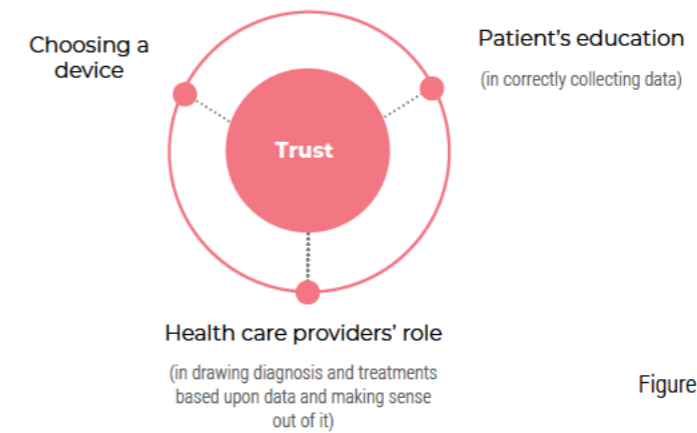 Choosing a
device
Patient's education
(in correctly collecting data)
Trust
Health care providers' role
(in drawing diagnosis and treatments
based upon data and making sense
out of it)
Figure